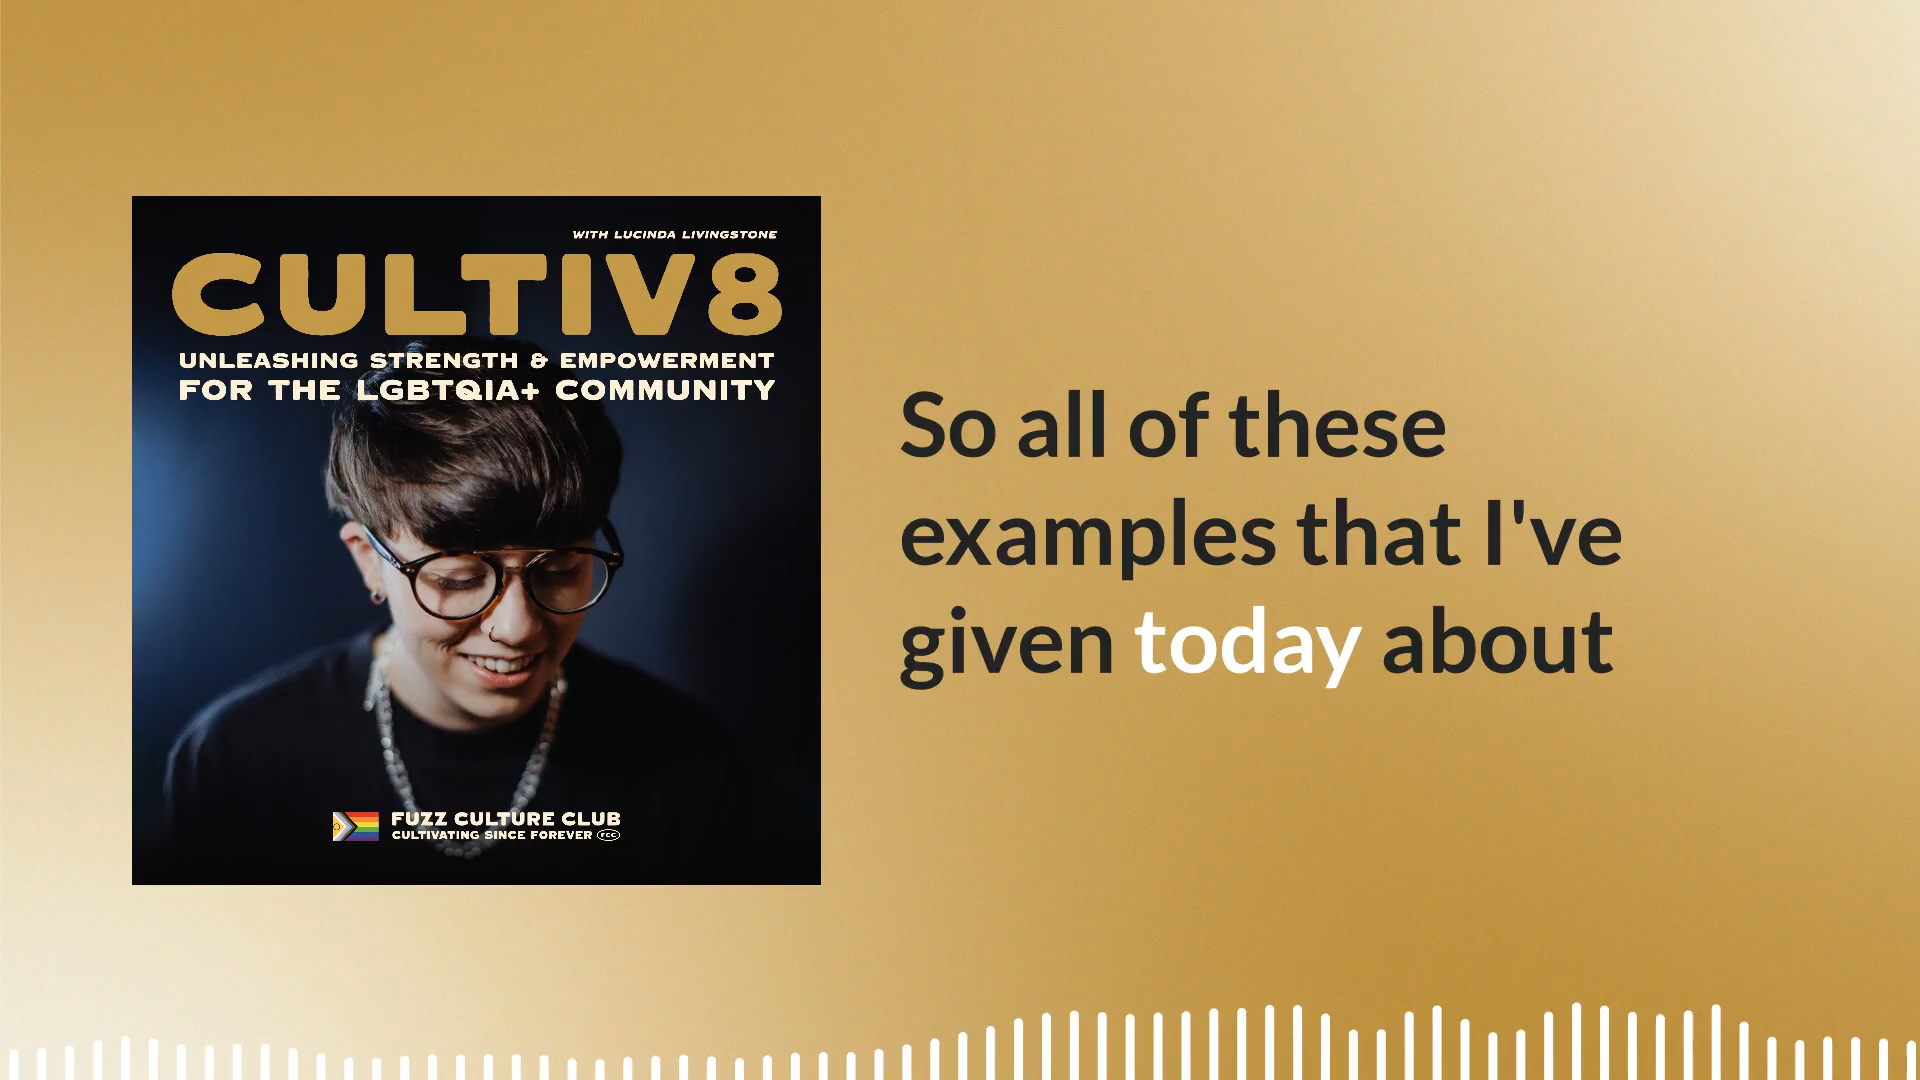 WITH LUCINDA LIVINGSTONE
CULTIV8
UNLEASHING STRENGTH & EMPOWERMENT
FOR THE LGBTQIA+ COMMUNITY
FUZZ CULTURE CLUB
CULTIVATING SINCE FOREVER FCC
So all of these
examples that I've
given today about